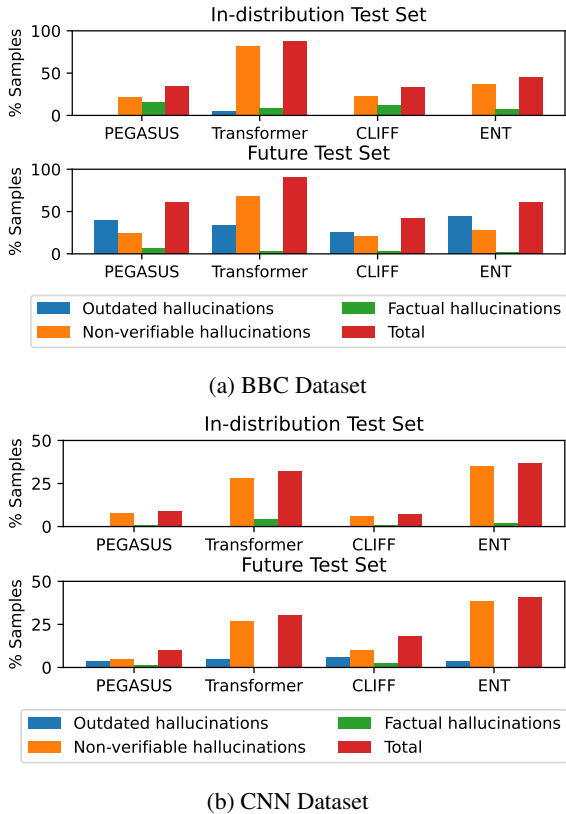 In-distribution Test Set
100
50
0
% Samples
PEGASUS Transformer CLIFF ENT
Future Test Set
100
50
0
% Samples
PEGASUS Transformer CLIFF ENT
Outdated hallucinations Factual hallucinations
Non-verifiable hallucinations Total
(a) BBC Dataset
In-distribution Test Set
50
25
0
% Samples
PEGASUS Transformer CLIFF ENT
Future Test Set
50
25
0
% Samples
PEGASUS Transformer CLIFF ENT
Outdated hallucinations Factual hallucinations
Non-verifiable hallucinations Total
(b) CNN Dataset